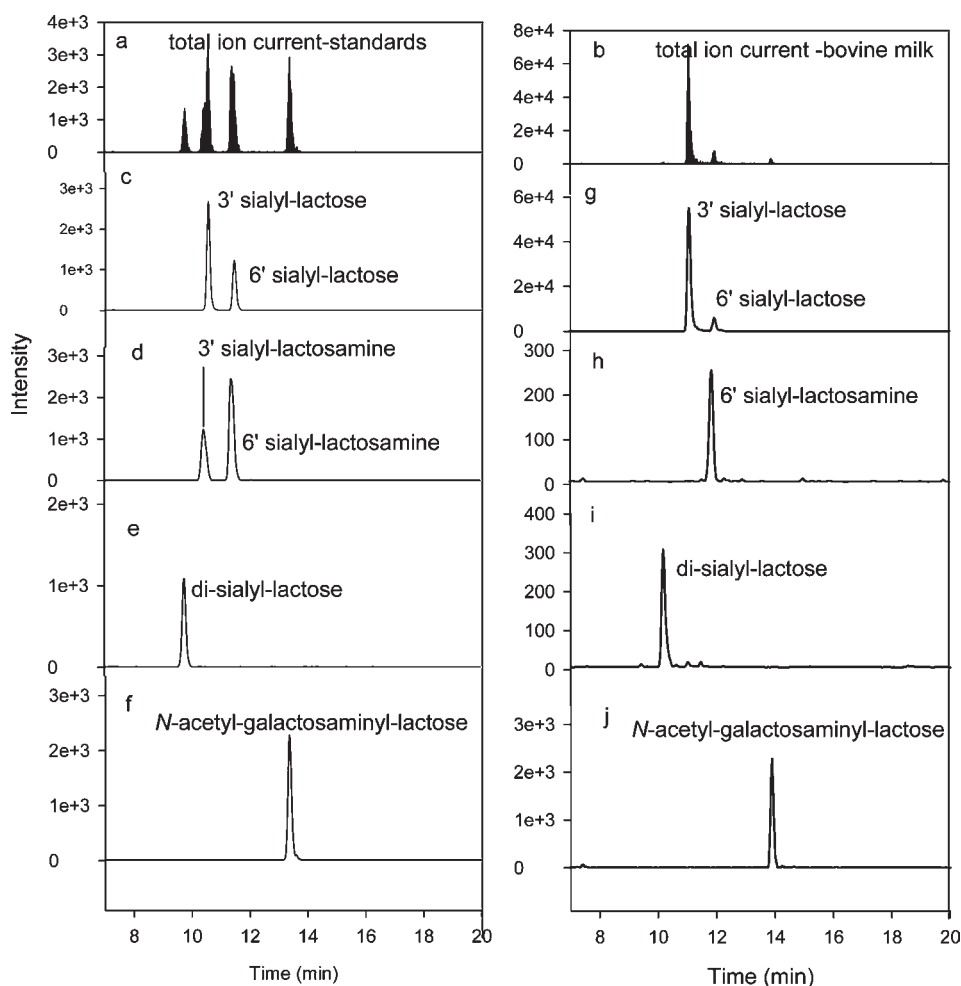 Intensity
a
total ion current-standards
4e+3
3e+3
2e+3
1e+3
0
c
3' sialyl-lactose
6' sialyl-lactose
3e+3
2e+3
1e+3
0
d
3' sialyl-lactosamine
6' sialyl-lactosamine
3e+3
2e+3
1e+3
0
e
di-sialyl-lactose
2e+3
1e+3
0
f
N-acetyl-galactosaminyl-lactose
3e+3
2e+3
1e+3
0
8 10 12 14 16 18 20
Time (min)
b
total ion current -bovine milk
8e+4
6e+4
4e+4
2e+4
0
g
3' sialyl-lactose
6' sialyl-lactose
6e+4
4e+4
2e+4
0
h
6' sialyl-lactosamine
300
200
100
0
i
di-sialyl-lactose
400
300
200
100
0
j
N-acetyl-galactosaminyl-lactose
3e+3
2e+3
1e+3
0
8 10 12 14 16 18 20
Time (min)